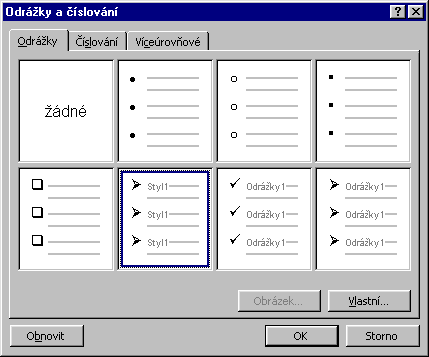 Odrážky a číslování
Odrážky Číslování Víceúrovňové
žádné
Styl1 Odrážky1 Odrážky1
Styl1 Odrážky1 Odrážky1
Styl1 Odrážky1 Odrážky1
Obrázek... Vlastní...
Obnovit OK Storno